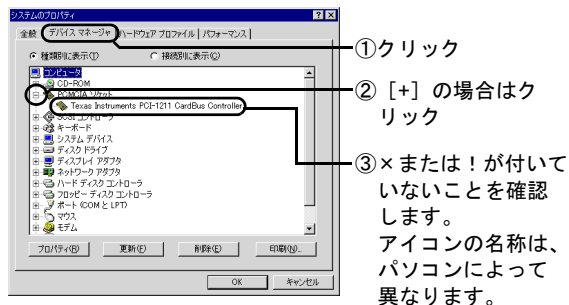 システムのプロパティ
全般 デバイス マネージャ ハードウェア プロファイル パフォーマンス
種類別に表示(T) 接続別に表示(C)
コンピュータ
CD-ROM
PCMCIA ソケット
Texas Instruments PCI-1211 CardBus Controller
SCSI コントローラ
キーボード
システム デバイス
ディスク ドライブ
ディスプレイ アダプタ
ネットワーク アダプタ
ハード ディスク コントローラ
フロッピー ディスク コントローラ
ポート (COM と LPT)
マウス
モデム
プロパティ(R) 更新(F) 削除(E) 印刷(N)...
OK キャンセル
①クリック
②［+］の場合はク
リック
③×または！が付いて
いないことを確認
します。
アイコンの名称は、
パソコンによって
異なります。